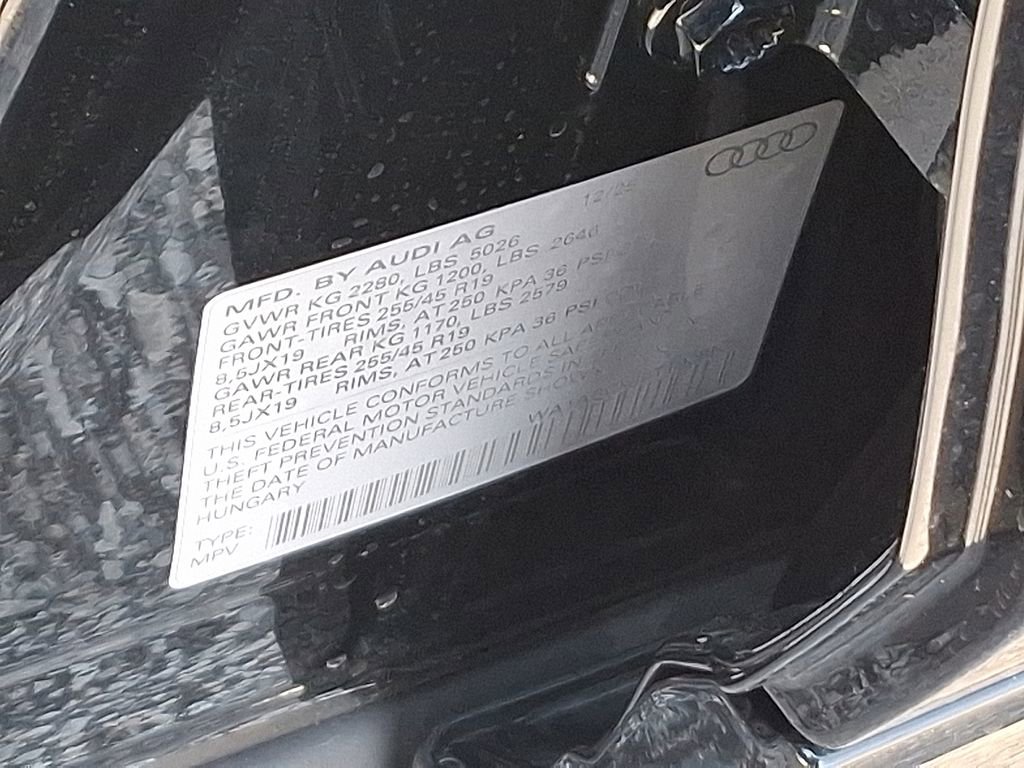 12/25
MFD. BY AUDI AG
GVWR KG 2280, LBS 5026
GAWR FRONT KG 1200, LBS 2646
FRONT-TIRES 255/45 R19
8,5JX19 RIMS, AT 250 KPA 36 PSI
GAWR REAR KG 1170, LBS 2579
REAR-TIRES 255/45 R19
8,5JX19 RIMS, AT 250 KPA 36 PSI
THIS VEHICLE CONFORMS TO ALL APPLICABLE
U.S. FEDERAL MOTOR VEHICLE SAFETY
THEFT PREVENTION STANDARDS IN
THE DATE OF MANUFACTURE SHOWN
HUNGARY
TYPE:
MPV